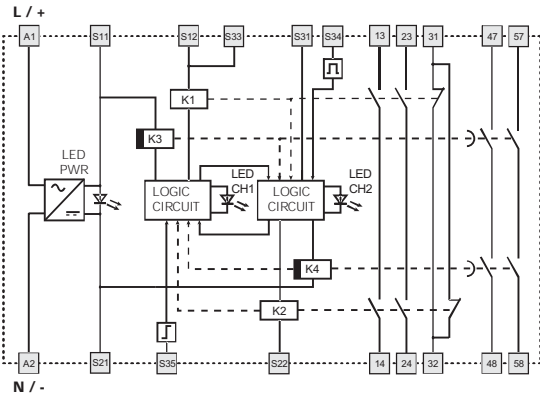 L / +
A1 S11 S12 S33 S31 S34 13 23 31 47 57
K1
K3
LED
PWR
LOGIC
CIRCUIT
LED
CH1
LOGIC
CIRCUIT
LED
CH2
K4
K2
A2 S21 S35 S22 14 24 32 48 58
N / -